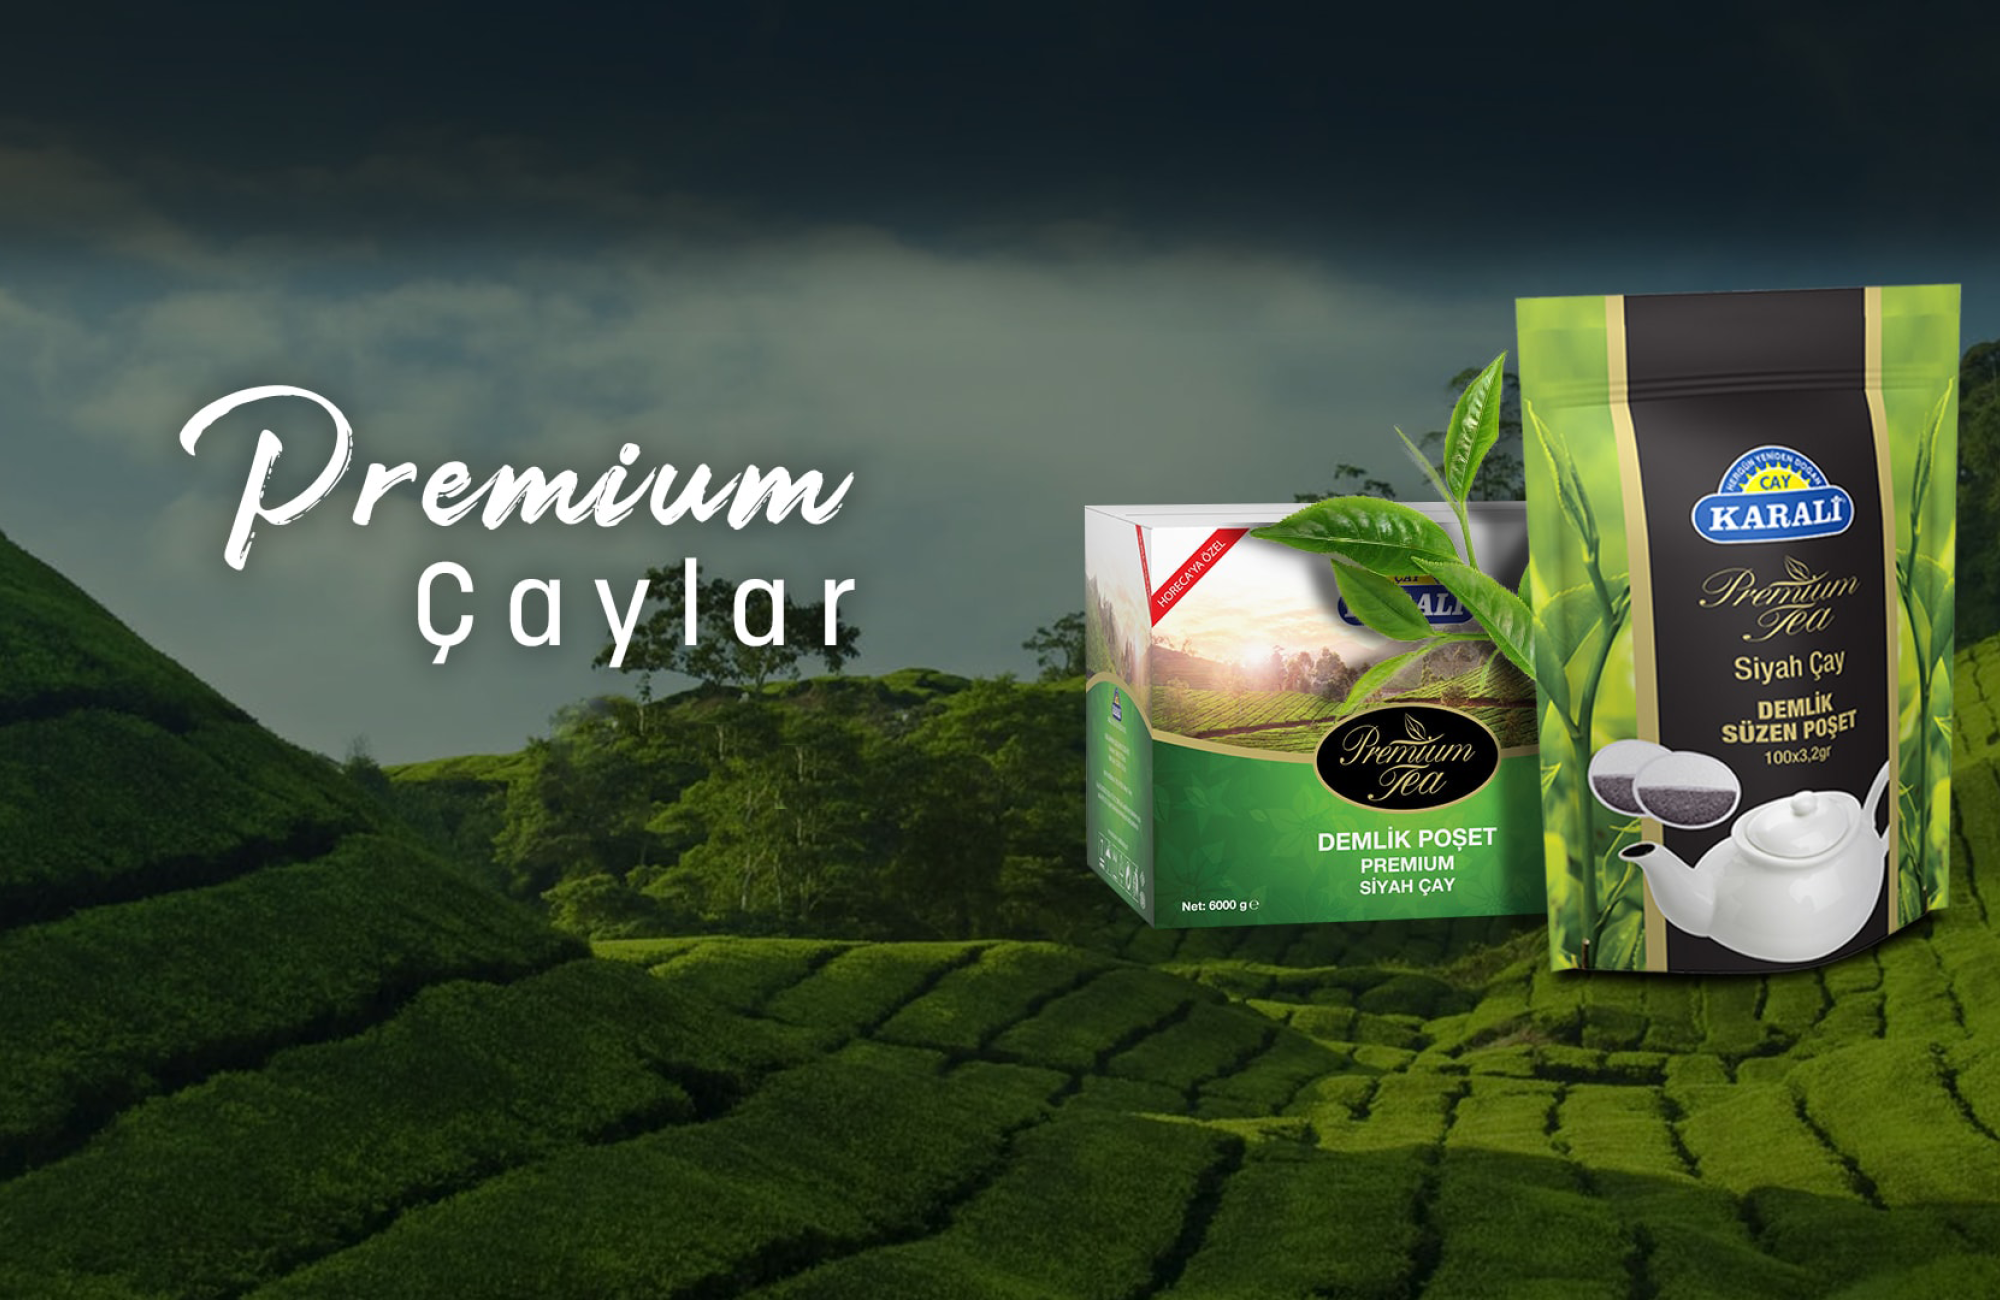 Premium
Çaylar
HORECA'YA ÖZEL
Premium
Tea
DEMLİK POŞET
PREMIUM
SİYAH ÇAY
Net: 6000 g e
HERGÜN YENİDEN DOĞAN
ÇAY
KARALİ
Premium
Tea
Siyah Çay
DEMLİK
SÜZEN POŞET
100x3,2gr